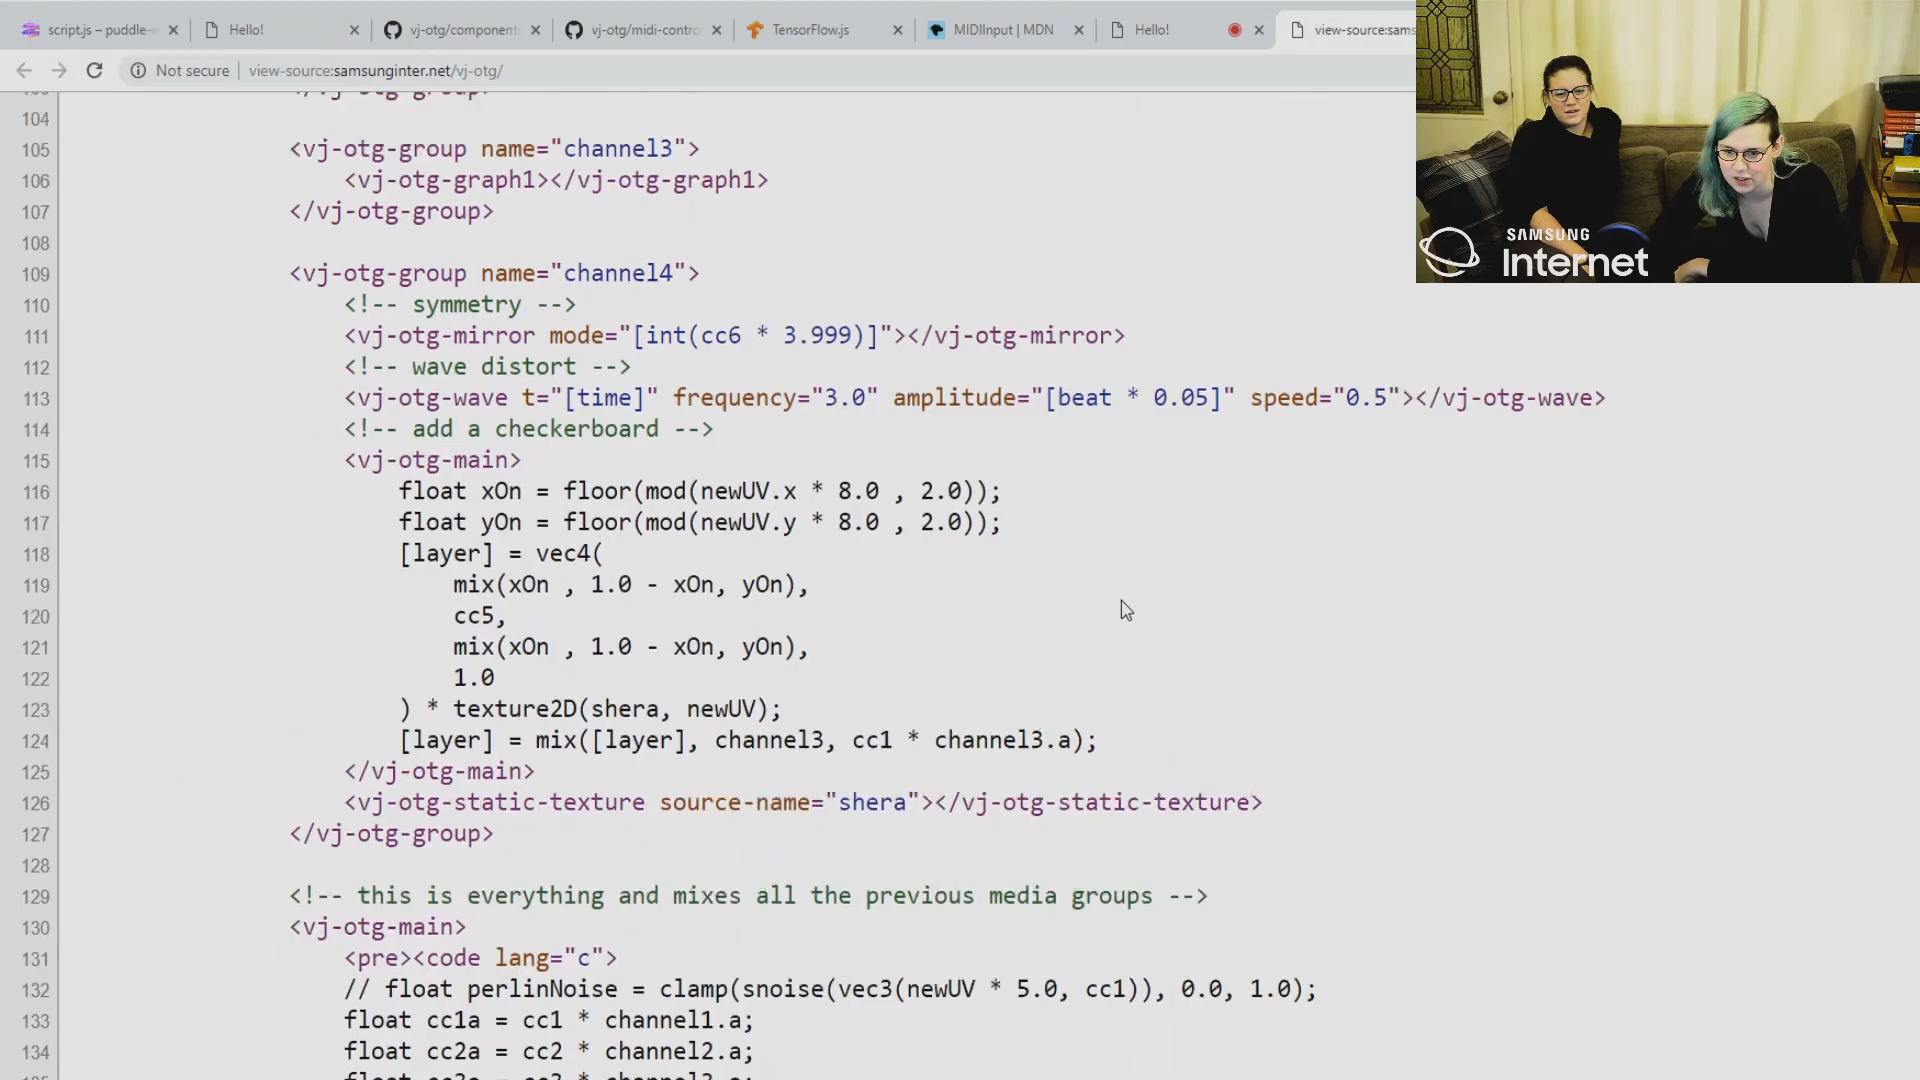 script.js – puddle-
Hello!
vj-otg/component
vj-otg/midi-contro
TensorFlow.js
MIDIInput | MDN
Hello!
view-source:sams
Not secure
view-source:samsunginter.net/vj-otg/
SAMSUNG
Internet
104
105 <vj-otg-group name="channel3">
106 <vj-otg-graph1></vj-otg-graph1>
107 </vj-otg-group>
108
109 <vj-otg-group name="channel4">
110 <!-- symmetry -->
111 <vj-otg-mirror mode="[int(cc6 * 3.999)]"></vj-otg-mirror>
112 <!-- wave distort -->
113 <vj-otg-wave t="[time]" frequency="3.0" amplitude="[beat * 0.05]" speed="0.5"></vj-otg-wave>
114 <!-- add a checkerboard -->
115 <vj-otg-main>
116 float xOn = floor(mod(newUV.x * 8.0 , 2.0));
117 float yOn = floor(mod(newUV.y * 8.0 , 2.0));
118 [layer] = vec4(
119 mix(xOn , 1.0 - xOn, yOn),
120 cc5,
121 mix(xOn , 1.0 - xOn, yOn),
122 1.0
123 ) * texture2D(shera, newUV);
124 [layer] = mix([layer], channel3, cc1 * channel3.a);
125 </vj-otg-main>
126 <vj-otg-static-texture source-name="shera"></vj-otg-static-texture>
127 </vj-otg-group>
128
129 <!-- this is everything and mixes all the previous media groups -->
130 <vj-otg-main>
131 <pre><code lang="c">
132 // float perlinNoise = clamp(snoise(vec3(newUV * 5.0, cc1)), 0.0, 1.0);
133 float cc1a = cc1 * channel1.a;
134 float cc2a = cc2 * channel2.a;